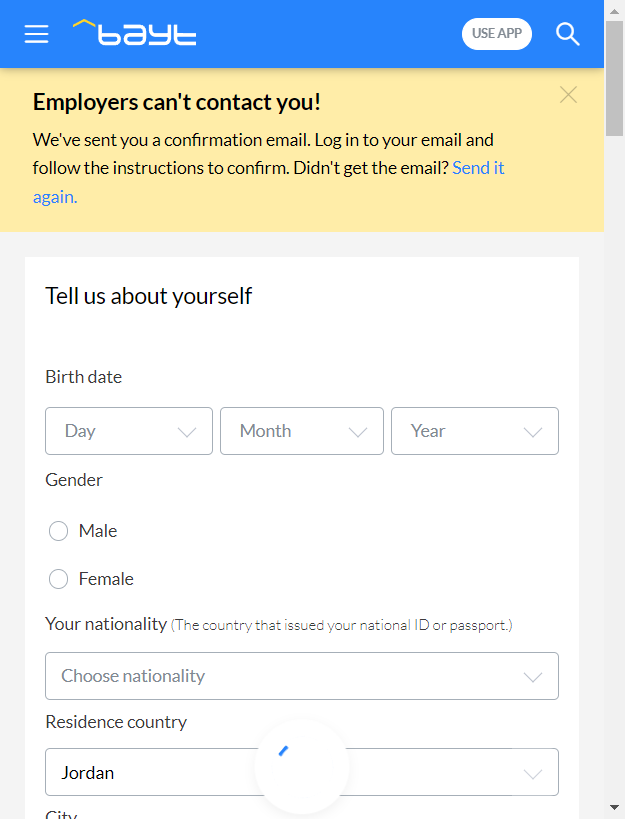 bayt
USE APP
Employers can't contact you!
We've sent you a confirmation email. Log in to your email and
follow the instructions to confirm. Didn't get the email? Send it
again.
Tell us about yourself
Birth date
Day Month Year
Gender
Male
Female
Your nationality (The country that issued your national ID or passport.)
Choose nationality
Residence country
Jordan
City